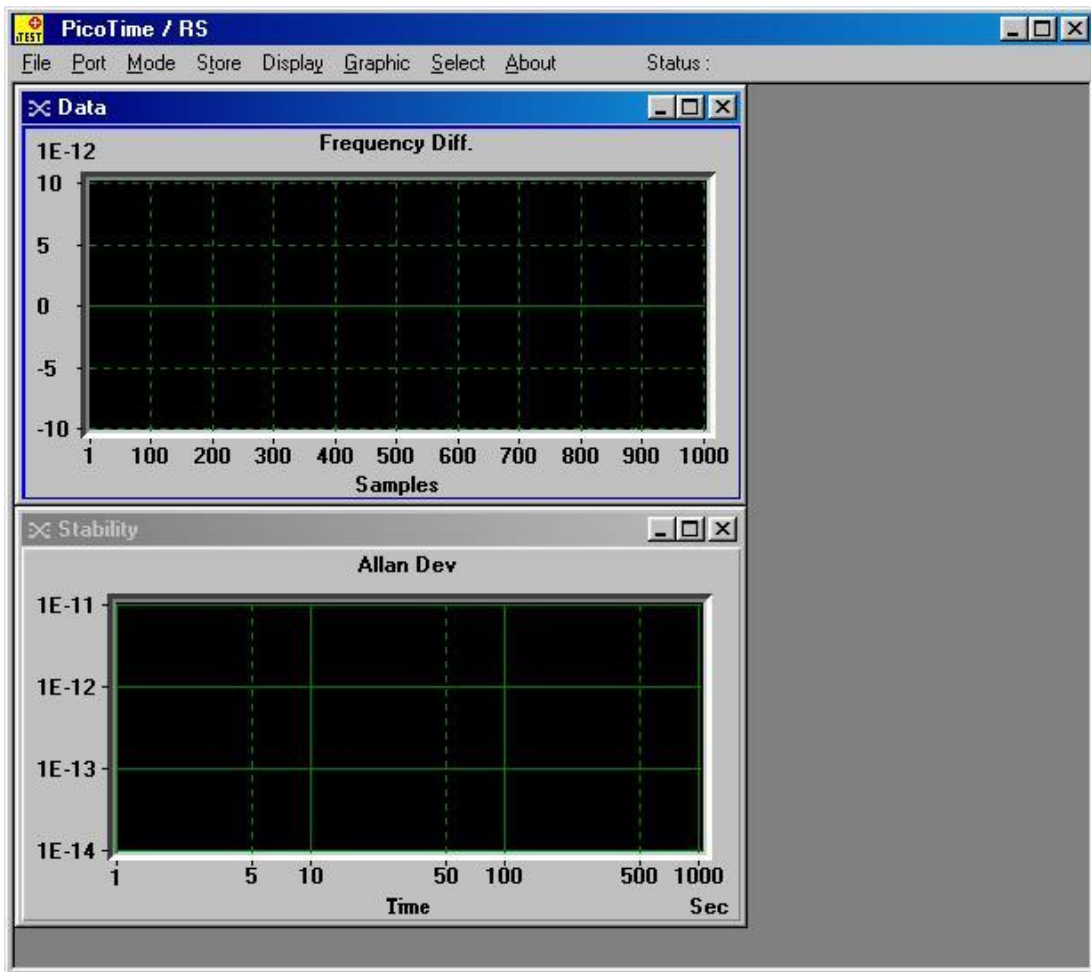 iTEST PicoTime / RS
File Port Mode Store Display Graphic Select About Status :
Data
Frequency Diff.
1E-12
10
5
0
-5
-10
1 100 200 300 400 500 600 700 800 900 1000
Samples
Stability
Allan Dev
1E-11
1E-12
1E-13
1E-14
1 5 10 50 100 500 1000
Time Sec